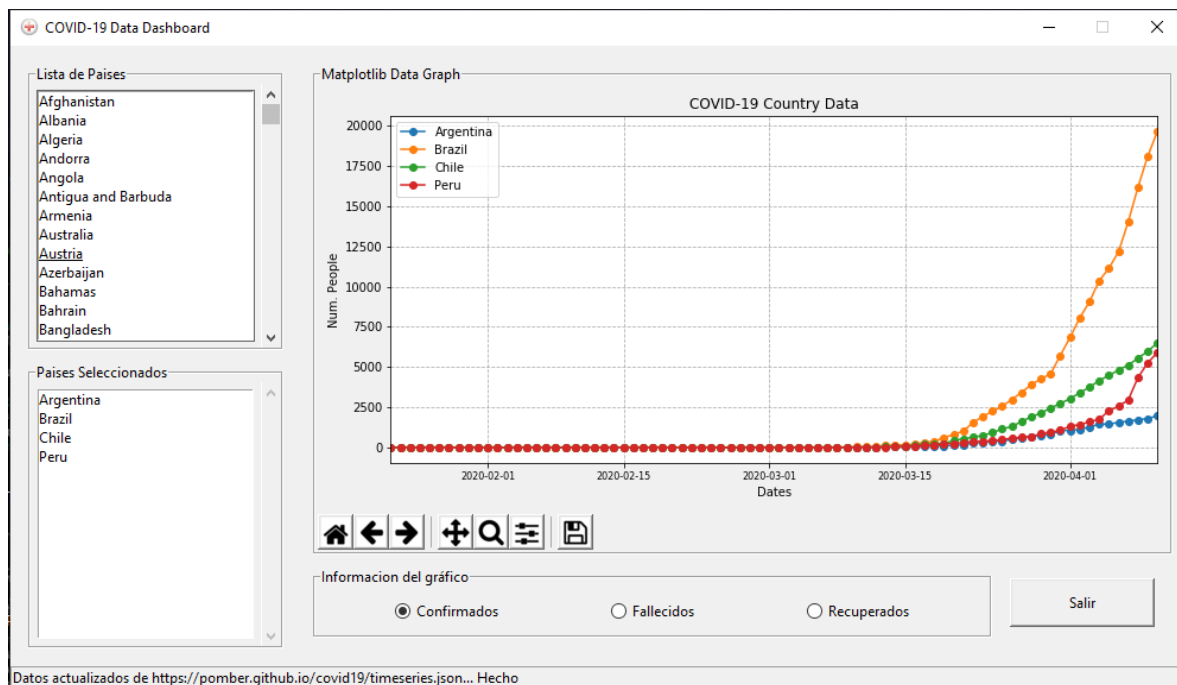 COVID-19 Data Dashboard
Lista de Paises
Afghanistan
Albania
Algeria
Andorra
Angola
Antigua and Barbuda
Armenia
Australia
Austria
Azerbaijan
Bahamas
Bahrain
Bangladesh
Paises Seleccionados
Argentina
Brazil
Chile
Peru
Matplotlib Data Graph
COVID-19 Country Data
Argentina
Brazil
Chile
Peru
Num. People
20000
17500
15000
12500
10000
7500
5000
2500
0
2020-02-01 2020-02-15 2020-03-01 2020-03-15 2020-04-01
Dates
Informacion del gráfico
Confirmados Fallecidos Recuperados
Salir
Datos actualizados de https://pomber.github.io/covid19/timeseries.json... Hecho